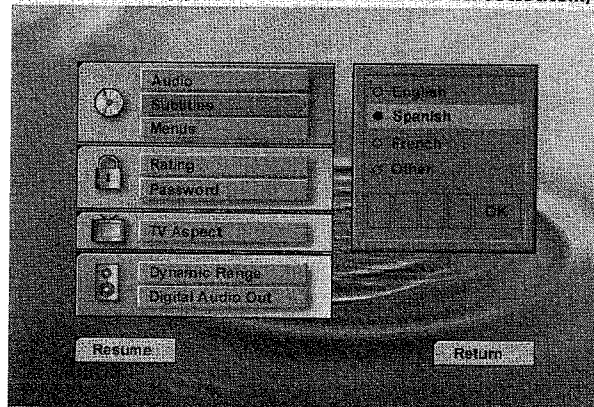 Audio
Subtitles
Menus
Rating
Password
TV Aspect
Dynamic Range
Digital Audio Out
English
Spanish
French
Other
OK
Resume
Return